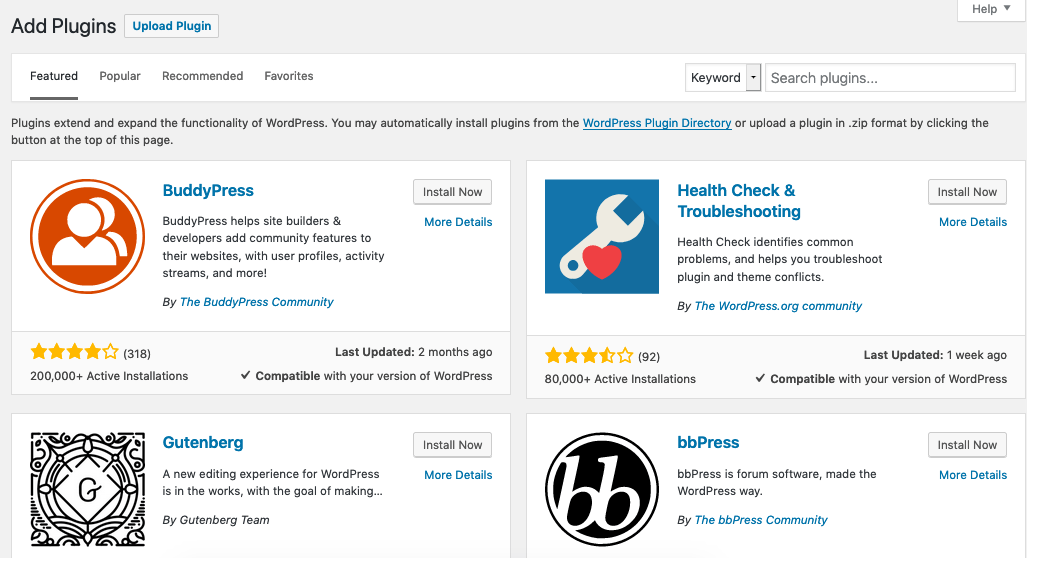 Help
Add Plugins Upload Plugin
Featured Popular Recommended Favorites Keyword Search plugins...
Plugins extend and expand the functionality of WordPress. You may automatically install plugins from the WordPress Plugin Directory or upload a plugin in .zip format by clicking the
button at the top of this page.
BuddyPress
Install Now
More Details
BuddyPress helps site builders &
developers add community features to
their websites, with user profiles, activity
streams, and more!
By The BuddyPress Community
(318)
Last Updated: 2 months ago
200,000+ Active Installations
Compatible with your version of WordPress
Health Check &
Troubleshooting
Install Now
More Details
Health Check identifies common
problems, and helps you troubleshoot
plugin and theme conflicts.
By The WordPress.org community
(92)
Last Updated: 1 week ago
80,000+ Active Installations
Compatible with your version of WordPress
G
Gutenberg
Install Now
More Details
A new editing experience for WordPress
is in the works, with the goal of making...
By Gutenberg Team
bb
bbPress
Install Now
More Details
bbPress is forum software, made the
WordPress way.
By The bbPress Community